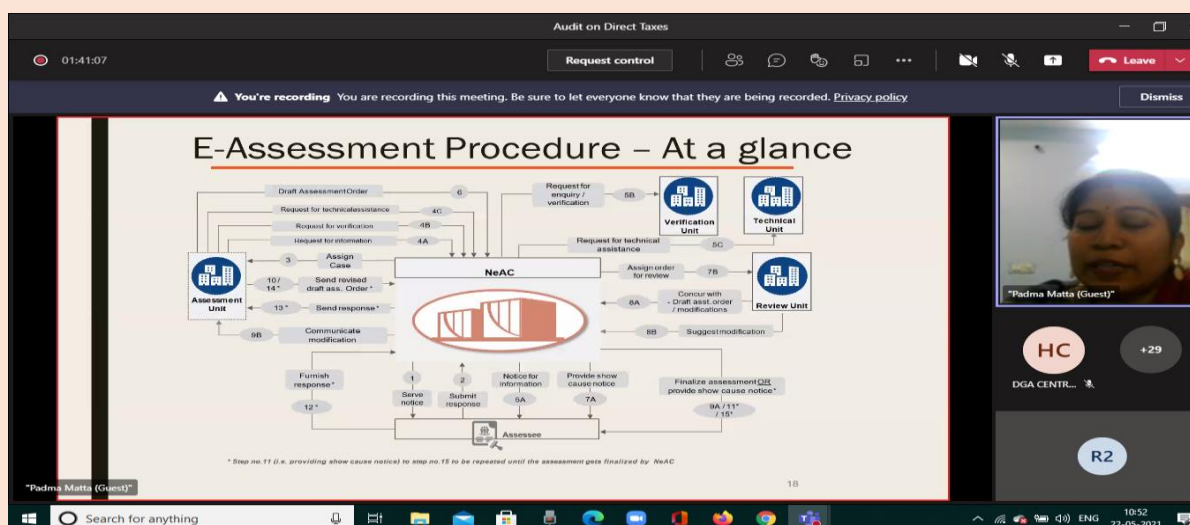 Audit on Direct Taxes
01:41:07
Request control
Leave
You're recording You are recording this meeting. Be sure to let everyone know that they are being recorded. Privacy policy
Dismiss
E-Assessment Procedure – At a glance
Draft Assessment Order
6
Request for technical assistance
4C
Request for verification
4B
Request for information
4A
3
Assign
Case
10 /
14 *
Send revised
draft ass. Order *
13 *
Send response*
9B
Communicate
modification
Assessment
Unit
NeAC
Request for
enquiry /
verification
5B
Verification
Unit
Technical
Unit
Request for technical
assistance
5C
Assign order
for review
7B
8A
Concur with
- Draft asst. order
/ modifications
8B
Suggest modification
Review Unit
Furnish
response *
12 *
1
Serve
notice
2
Submit
response
Notice for
information
5A
Provide show
cause notice
7A
Finalize assessment OR
provide show cause notice*
9A / 11*
/ 15*
Assessee
* Step no.11 (i.e. providing show cause notice) to step no.15 to be repeated until the assessment gets finalized by NeAC
18
"Padma Matta (Guest)"
"Padma Matta (Guest)"
HC
+29
DGA CENTR...
R2
Search for anything
ENG
10:52
22-05-2021